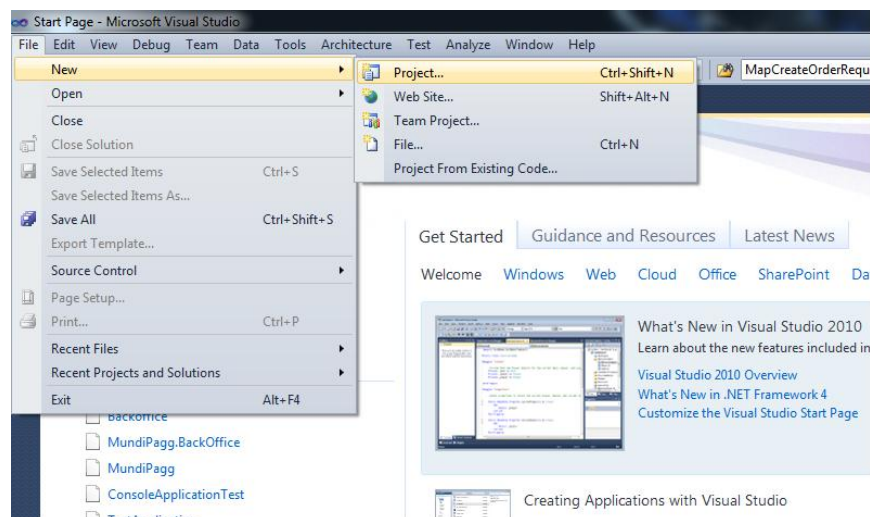 Start Page - Microsoft Visual Studio
File Edit View Debug Team Data Tools Architecture Test Analyze Window Help
MapCreateOrderRequ
New
Open
Close
Close Solution
Save Selected Items Ctrl+S
Save Selected Items As...
Save All Ctrl+Shift+S
Export Template...
Source Control
Page Setup...
Print... Ctrl+P
Recent Files
Recent Projects and Solutions
Exit Alt+F4
Project... Ctrl+Shift+N
Web Site... Shift+Alt+N
Team Project...
File... Ctrl+N
Project From Existing Code...
Get Started Guidance and Resources Latest News
Welcome Windows Web Cloud Office SharePoint Da
What's New in Visual Studio 2010
Learn about the new features included in
Visual Studio 2010 Overview
What's New in .NET Framework 4
Customize the Visual Studio Start Page
Creating Applications with Visual Studio
Backoffice
MundiPagg.BackOffice
MundiPagg
ConsoleApplicationTest